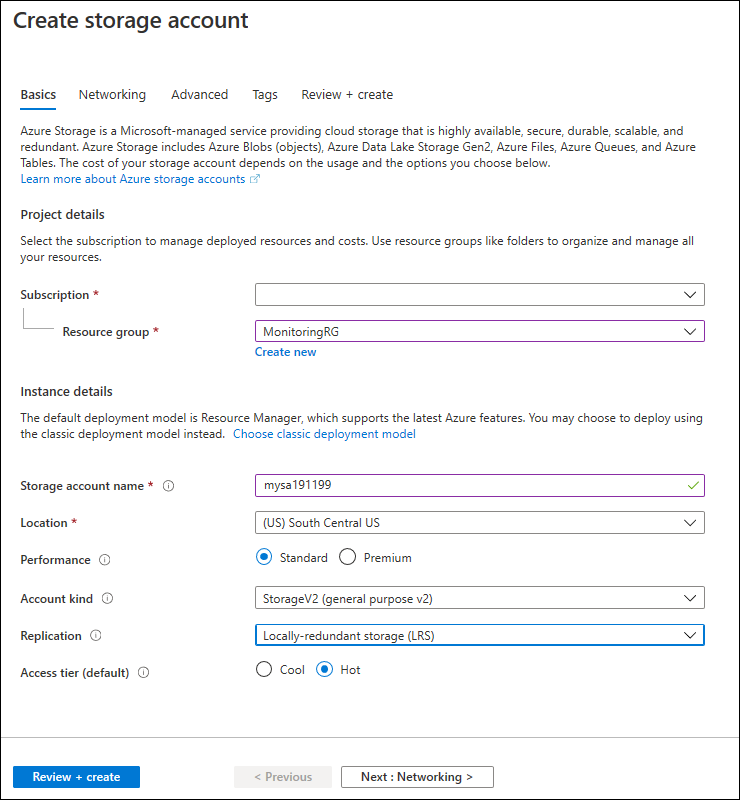 Create storage account
Basics Networking Advanced Tags Review + create
Azure Storage is a Microsoft-managed service providing cloud storage that is highly available, secure, durable, scalable, and
redundant. Azure Storage includes Azure Blobs (objects), Azure Data Lake Storage Gen2, Azure Files, Azure Queues, and Azure
Tables. The cost of your storage account depends on the usage and the options you choose below.
Learn more about Azure storage accounts
Project details
Select the subscription to manage deployed resources and costs. Use resource groups like folders to organize and manage all
your resources.
Subscription *
Resource group * MonitoringRG
Create new
Instance details
The default deployment model is Resource Manager, which supports the latest Azure features. You may choose to deploy using
the classic deployment model instead. Choose classic deployment model
Storage account name * mysa191199
Location * (US) South Central US
Performance Standard Premium
Account kind StorageV2 (general purpose v2)
Replication Locally-redundant storage (LRS)
Access tier (default) Cool Hot
Review + create < Previous Next : Networking >